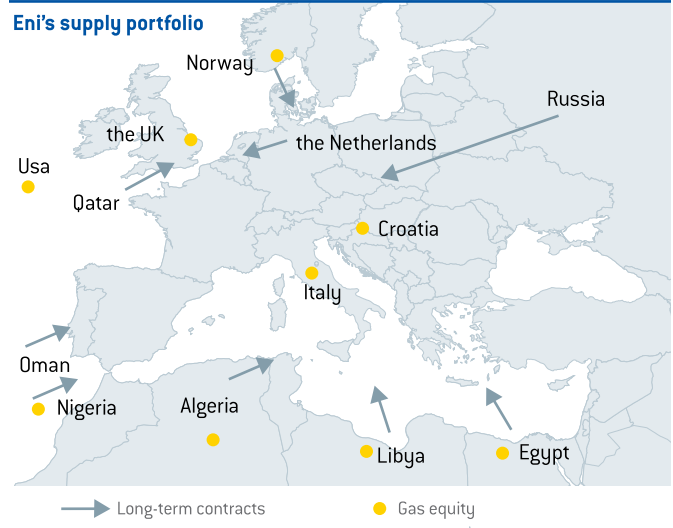 Eni's supply portfolio
Norway
Russia
the UK
the Netherlands
Usa
Qatar
Croatia
Italy
Oman
Nigeria
Algeria
Libya
Egypt
Long-term contracts
Gas equity